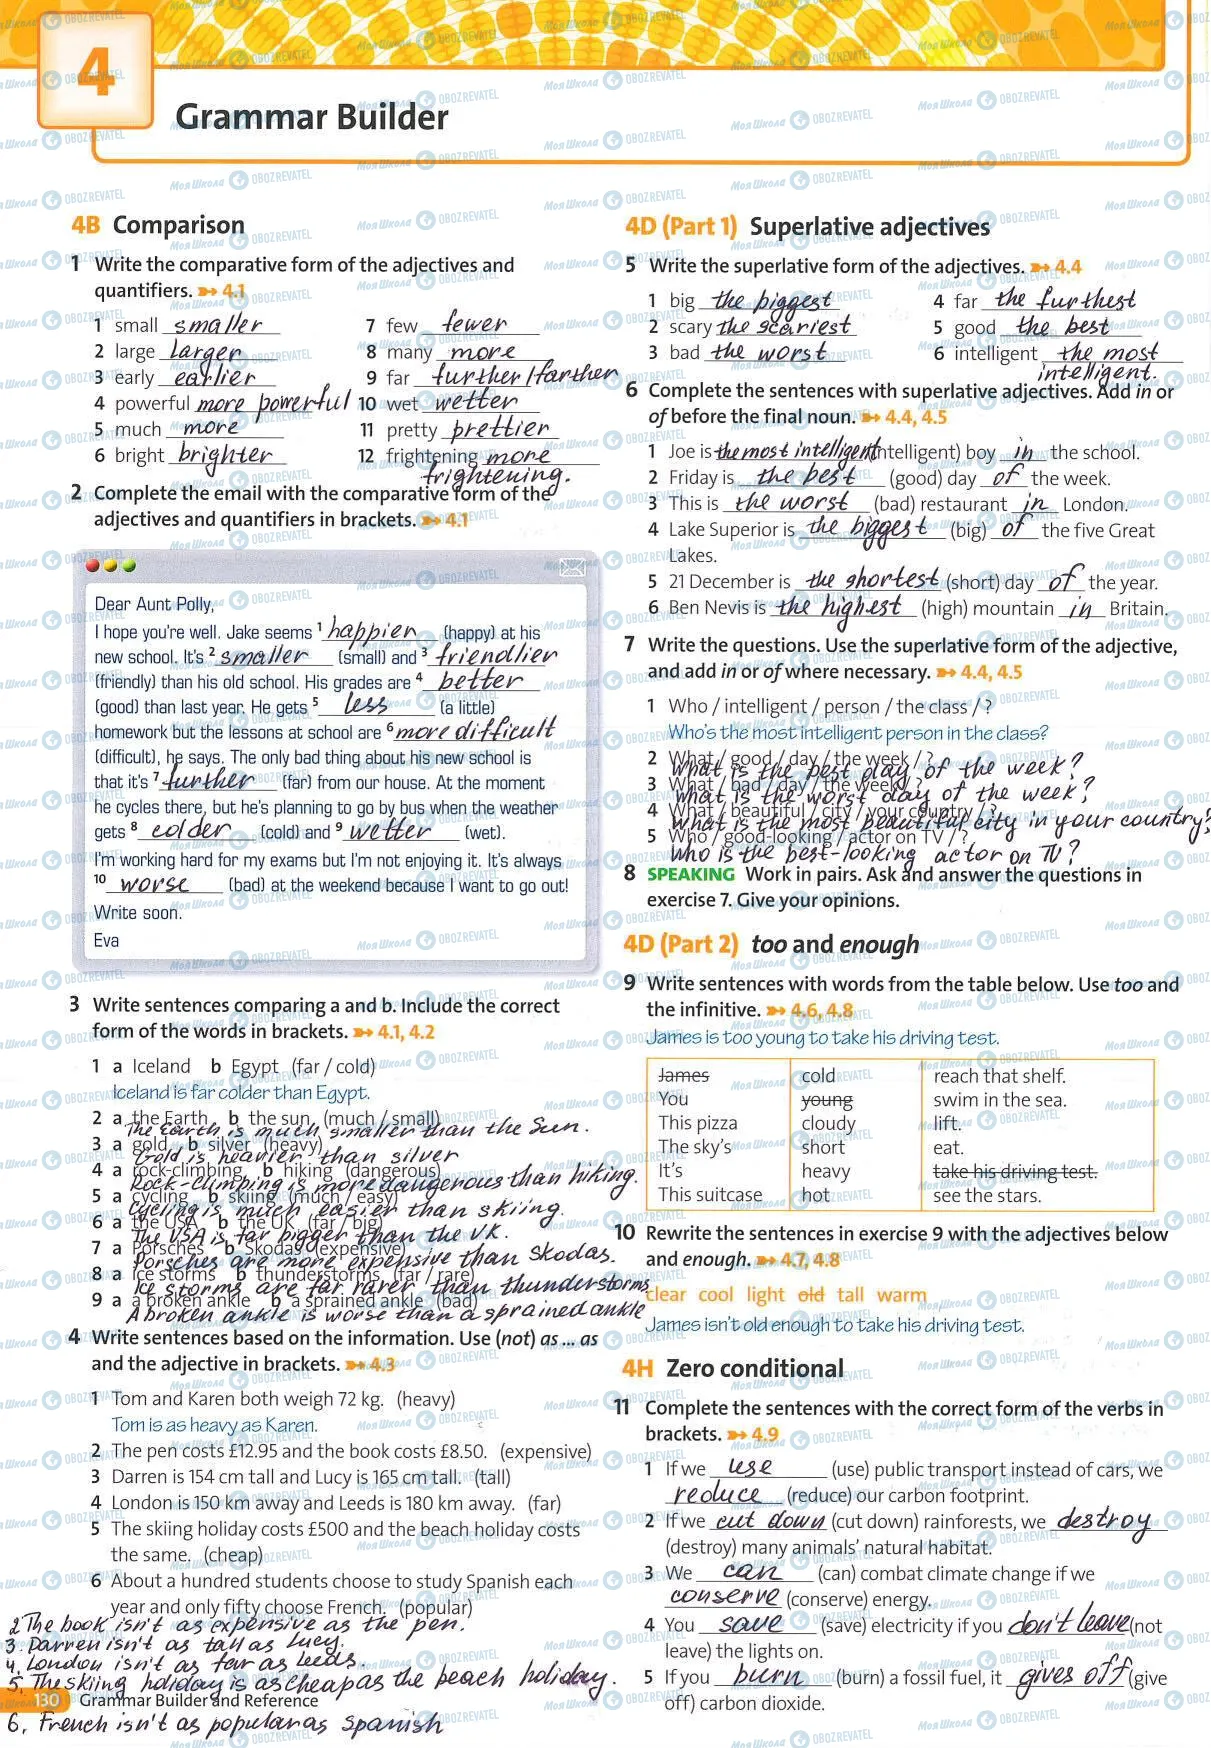 4
Grammar Builder
4B Comparison
1 Write the comparative form of the adjectives and
quantifiers. ➻ 4.1
1 small smaller
2 large larger
3 early earlier
4 powerful more powerful
5 much more
6 bright brighter
7 few fewer
8 many more
9 far further/farther
10 wet wetter
11 pretty prettier
12 frightening more
frightening.
2 Complete the email with the comparative form of the
adjectives and quantifiers in brackets. ➻ 4.1
Dear Aunt Polly,
I hope you're well. Jake seems 1 happier (happy) at his
new school. It's 2 smaller (small) and 3 friendlier
(friendly) than his old school. His grades are 4 better
(good) than last year. He gets 5 less (a little)
homework but the lessons at school are 6 more difficult
(difficult), he says. The only bad thing about his new school is
that it's 7 further (far) from our house. At the moment
he cycles there, but he's planning to go by bus when the weather
gets 8 colder (cold) and 9 wetter (wet).
I'm working hard for my exams but I'm not enjoying it. It's always
10 worse (bad) at the weekend because I want to go out!
Write soon.
Eva
3 Write sentences comparing a and b. Include the correct
form of the words in brackets. ➻ 4.1, 4.2
1 a Iceland b Egypt (far / cold)
Iceland is far colder than Egypt.
2 a the Earth b the sun (much / small)
The Earth is much smaller than the Sun.
3 a gold b silver (heavy)
Gold is heavier than silver
4 a rock-climbing b hiking (dangerous)
Rock-climping is more dangerous than hiking.
5 a cycling b skiing (much / easy)
Cycling is much easier than skiing.
6 a the USA b the UK (far / big)
The USA is far bigger than the UK.
7 a Porsches b Skodas (expensive)
Porsches are more expensive than Skodas.
8 a Ice storms b thunderstorms (far / rare)
Ice storms are far rarer than thunderstorms
9 a a broken ankle b a sprained ankle (bad)
A broken ankle is worse than a sprained ankle
4 Write sentences based on the information. Use (not) as ... as
and the adjective in brackets. ➻ 4.3
1 Tom and Karen both weigh 72 kg. (heavy)
Tom is as heavy as Karen.
2 The pen costs £12.95 and the book costs £8.50. (expensive)
3 Darren is 154 cm tall and Lucy is 165 cm tall. (tall)
4 London is 150 km away and Leeds is 180 km away. (far)
5 The skiing holiday costs £500 and the beach holiday costs
the same. (cheap)
6 About a hundred students choose to study Spanish each
year and only fifty choose French. (popular)
2 The book isn't as expensive as the pen.
3. Darren isn't as tall as Lucy.
4. London isn't as far as Leeds.
5. The skiing holiday is as cheap as the beach holiday.
130 Grammar Builder and Reference
6. French isn't as popular as Spanish
4D (Part 1) Superlative adjectives
5 Write the superlative form of the adjectives. ➻ 4.4
1 big the biggest
2 scary the scariest
3 bad the worst
4 far the furthest
5 good the best
6 intelligent the most
intelligent.
6 Complete the sentences with superlative adjectives. Add in or
of before the final noun. ➻ 4.4, 4.5
1 Joe is the most intelligent (intelligent) boy in the school.
2 Friday is the best (good) day of the week.
3 This is the worst (bad) restaurant in London.
4 Lake Superior is the biggest (big) of the five Great
Lakes.
5 21 December is the shortest (short) day of the year.
6 Ben Nevis is the highest (high) mountain in Britain.
7 Write the questions. Use the superlative form of the adjective,
and add in or of where necessary. ➻ 4.4, 4.5
1 Who / intelligent / person / the class / ?
Who's the most intelligent person in the class?
2 What / good / day / the week / ?
What is the best day of the week?
3 What / bad / day / the week / ?
What is the worst day of the week?
4 What / beautiful / city / your country / ?
What is the most beautiful city in your country?
5 Who / good-looking / actor on TV / ?
Who is the best-looking actor on TV?
8 SPEAKING Work in pairs. Ask and answer the questions in
exercise 7. Give your opinions.
4D (Part 2) too and enough
9 Write sentences with words from the table below. Use too and
the infinitive. ➻ 4.6, 4.8
James is too young to take his driving test.
James cold reach that shelf.
You young swim in the sea.
This pizza cloudy lift.
The sky's short eat.
It's heavy take his driving test.
This suitcase hot see the stars.
10 Rewrite the sentences in exercise 9 with the adjectives below
and enough. ➻ 4.7, 4.8
clear cool light old tall warm
James isn't old enough to take his driving test.
4H Zero conditional
11 Complete the sentences with the correct form of the verbs in
brackets. ➻ 4.9
1 If we use (use) public transport instead of cars, we
reduce (reduce) our carbon footprint.
2 If we cut down (cut down) rainforests, we destroy
(destroy) many animals' natural habitat.
3 We can (can) combat climate change if we
conserve (conserve) energy.
4 You save (save) electricity if you don't leave (not
leave) the lights on.
5 If you burn (burn) a fossil fuel, it gives off (give
off) carbon dioxide.
Моя Школа OBOZREVATEL